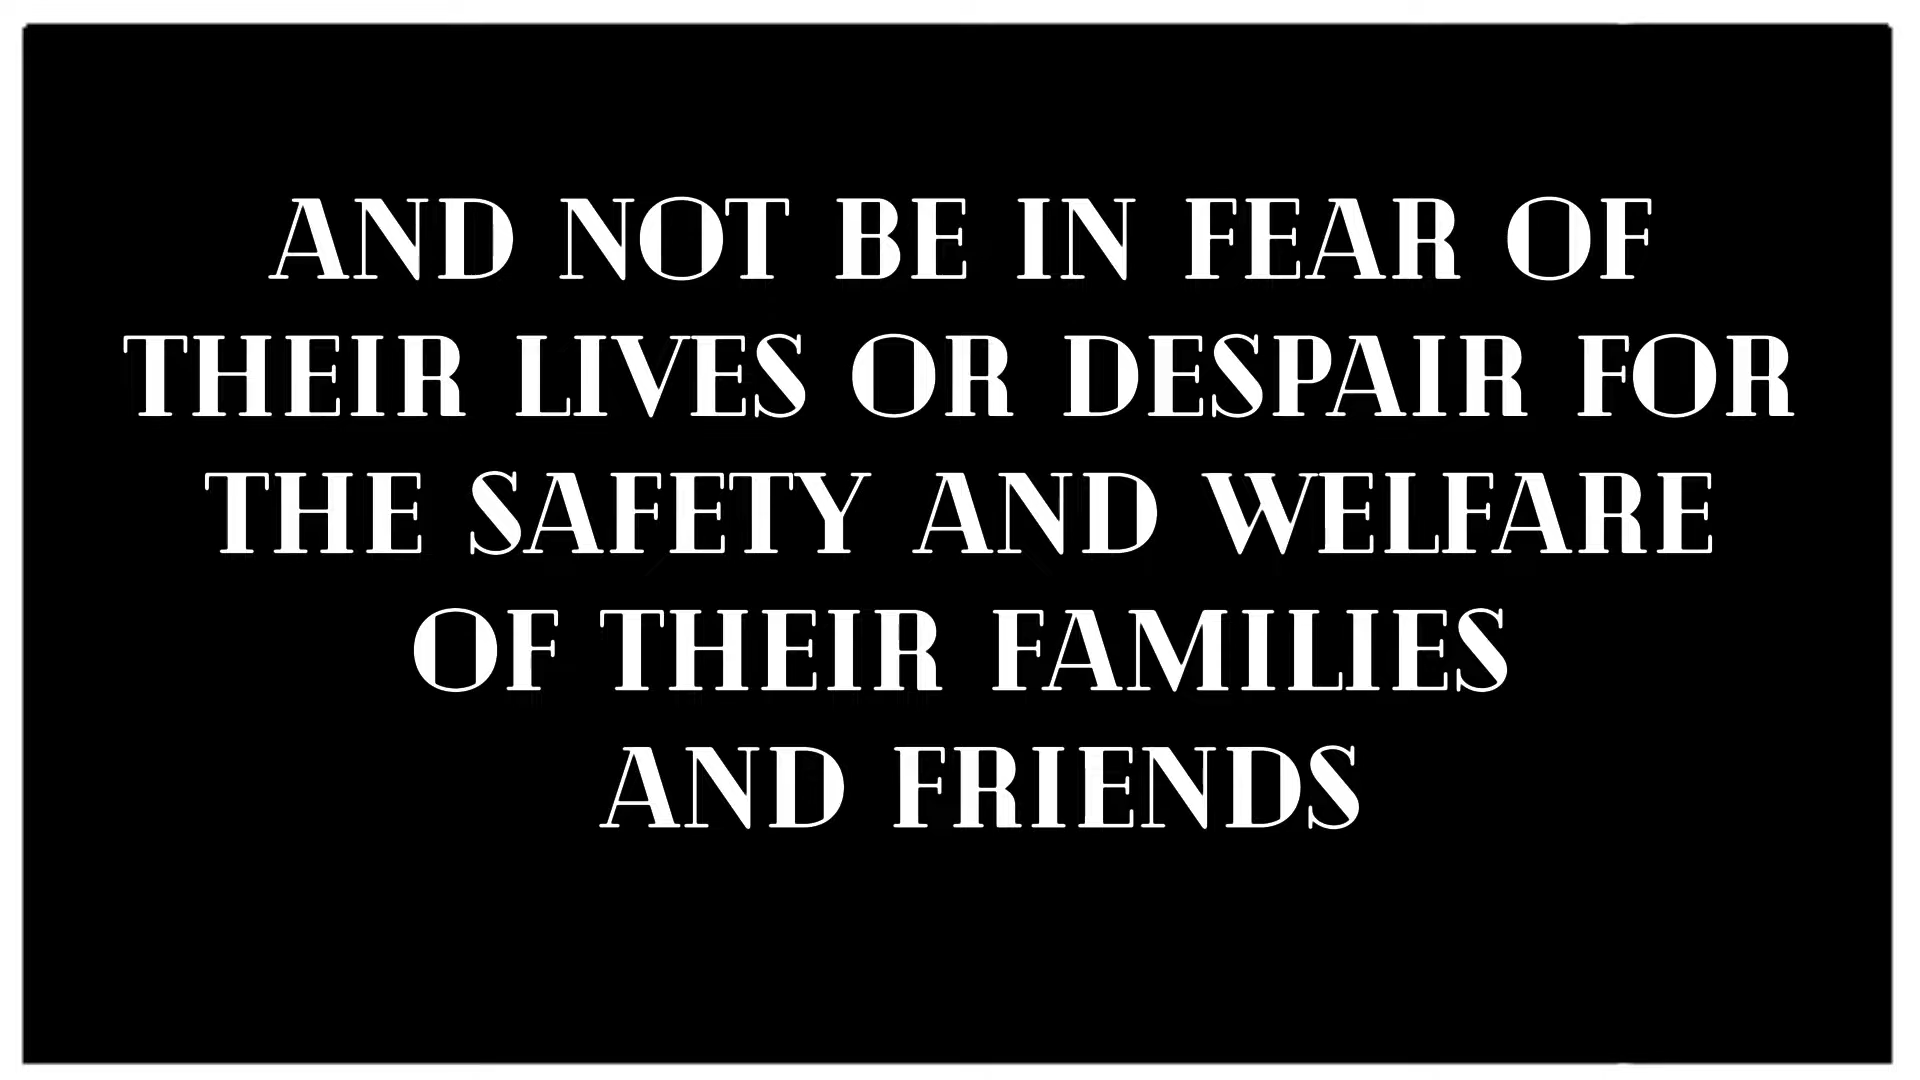 AND NOT BE IN FEAR OF
THEIR LIVES OR DESPAIR FOR
THE SAFETY AND WELFARE
OF THEIR FAMILIES
AND FRIENDS